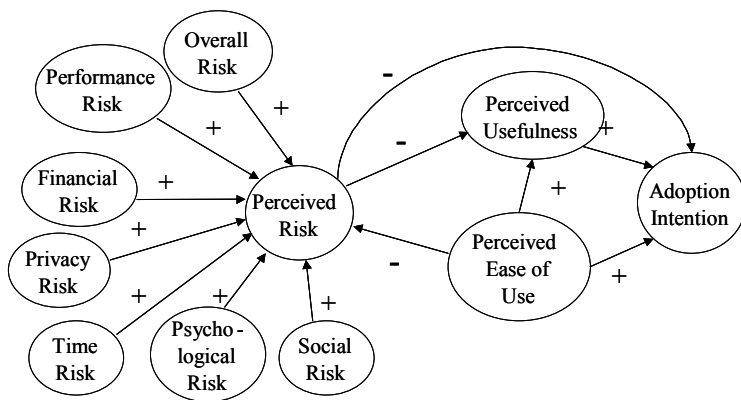 Overall
Risk
-
Performance
Risk
+
+
Perceived
Usefulness
-
+
Financial
Risk
+
Perceived
Risk
+
Adoption
Intention
+
Privacy
Risk
Perceived
Ease of
Use
-
+
+
+
+
Time
Risk
Psycho -
logical
Risk
Social
Risk